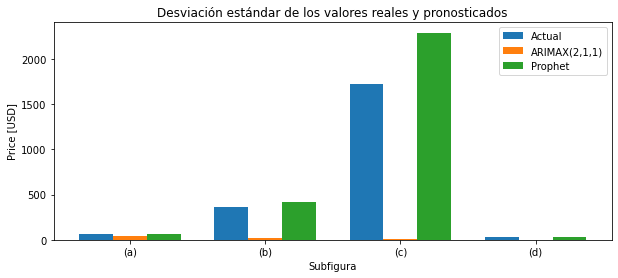 Desviación estándar de los valores reales y pronosticados
Actual
ARIMAX(2,1,1)
Prophet
Price [USD]
2000
1500
1000
500
0
(a)
(b)
(c)
(d)
Subfigura